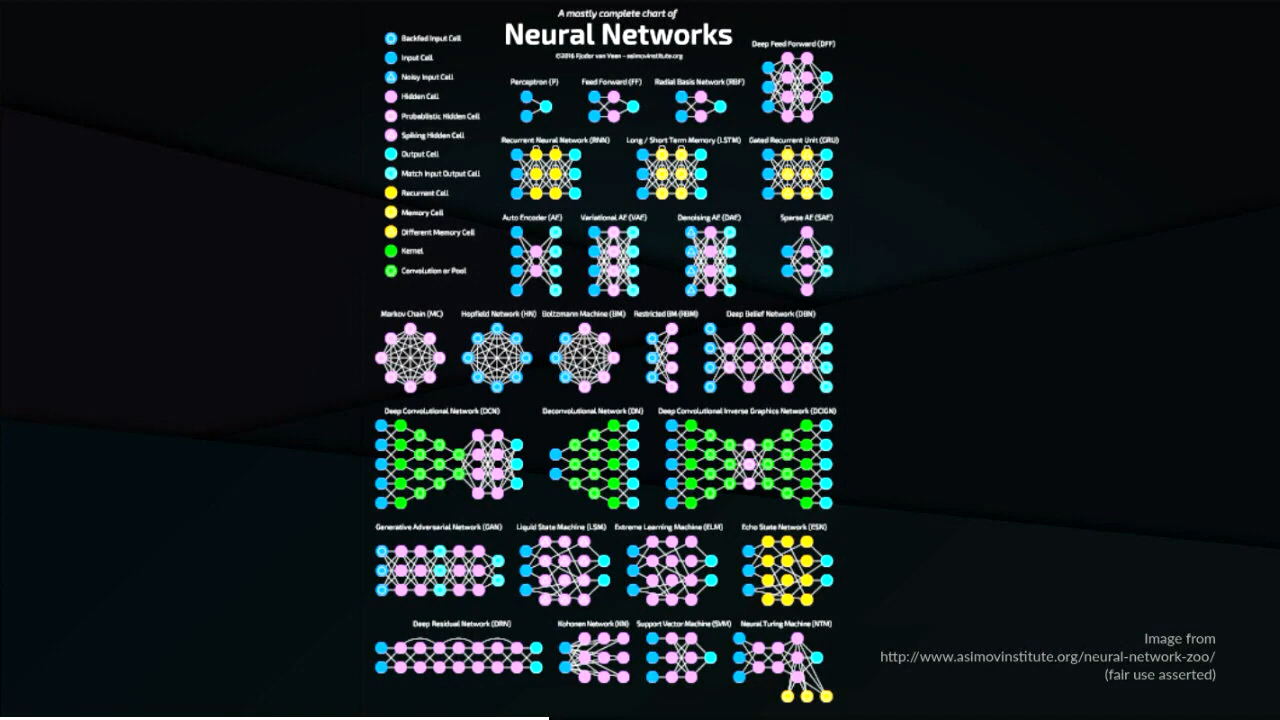 A mostly complete chart of
Neural Networks
©2016 Fjodor van Veen - asimovinstitute.org
Backfed Input Cell
Input Cell
Noisy Input Cell
Hidden Cell
Probablistic Hidden Cell
Spiking Hidden Cell
Output Cell
Match Input Output Cell
Recurrent Cell
Memory Cell
Different Memory Cell
Kernel
Convolution or Pool
Deep Feed Forward (DFF)
Perceptron (P) Feed Forward (FF) Radial Basis Network (RBF)
Recurrent Neural Network (RNN) Long / Short Term Memory (LSTM) Gated Recurrent Unit (GRU)
Auto Encoder (AE) Variational AE (VAE) Denoising AE (DAE) Sparse AE (SAE)
Markov Chain (MC) Hopfield Network (HN) Boltzmann Machine (BM) Restricted BM (RBM) Deep Belief Network (DBN)
Deep Convolutional Network (DCN) Deconvolutional Network (DN) Deep Convolutional Inverse Graphics Network (DCIGN)
Generative Adversarial Network (GAN) Liquid State Machine (LSM) Extreme Learning Machine (ELM) Echo State Network (ESN)
Deep Residual Network (DRN) Kohonen Network (KN) Support Vector Machine (SVM) Neural Turing Machine (NTM)
Image from
http://www.asimovinstitute.org/neural-network-zoo/
(fair use asserted)